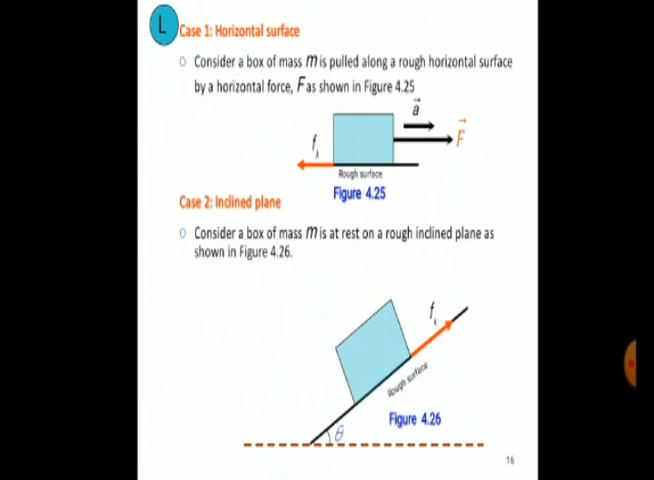 L
Case 1: Horizontal surface
○ Consider a box of mass m is pulled along a rough horizontal surface
by a horizontal force, F as shown in Figure 4.25
a
F
f
Rough surface
Figure 4.25
Case 2: Inclined plane
○ Consider a box of mass m is at rest on a rough inclined plane as
shown in Figure 4.26.
f
Rough surface
Figure 4.26
θ
16